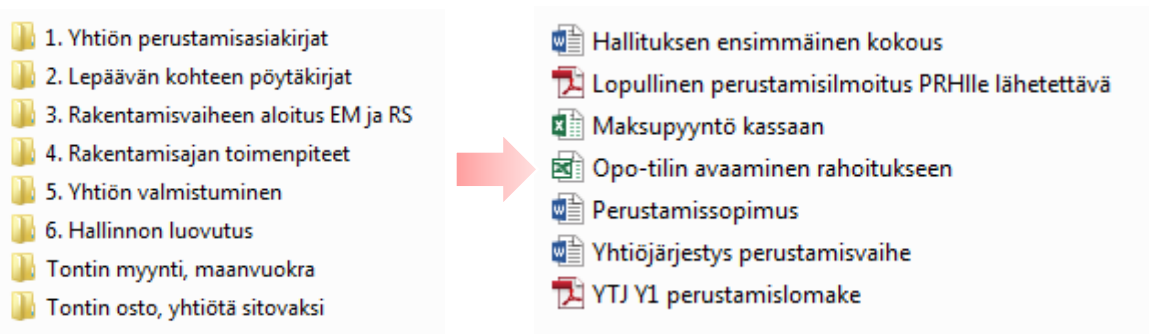 1. Yhtiön perustamisasiakirjat
2. Lepäävän kohteen pöytäkirjat
3. Rakentamisvaiheen aloitus EM ja RS
4. Rakentamisajan toimenpiteet
5. Yhtiön valmistuminen
6. Hallinnon luovutus
Tontin myynti, maanvuokra
Tontin osto, yhtiötä sitovaksi
Hallituksen ensimmäinen kokous
Lopullinen perustamisilmoitus PRHlle lähetettävä
Maksupyyntö kassaan
Opo-tilin avaaminen rahoitukseen
Perustamissopimus
Yhtiöjärjestys perustamisvaihe
YTJ Y1 perustamislomake